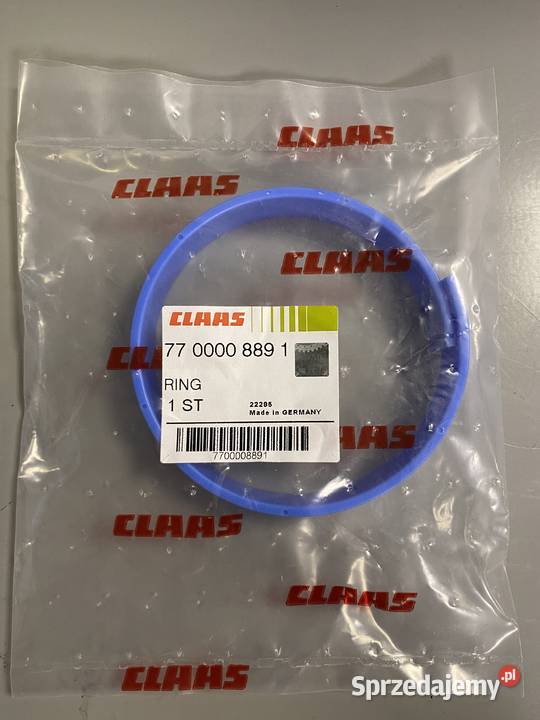 CLAAS
CLAAS
CLAAS
CLAAS
77 0000 889 1
RING
1 ST
22205
Made in GERMANY
7700008891
CLAAS
CLAAS
CLAAS
CLAAS
CLAAS
Sprzedajemy.pl